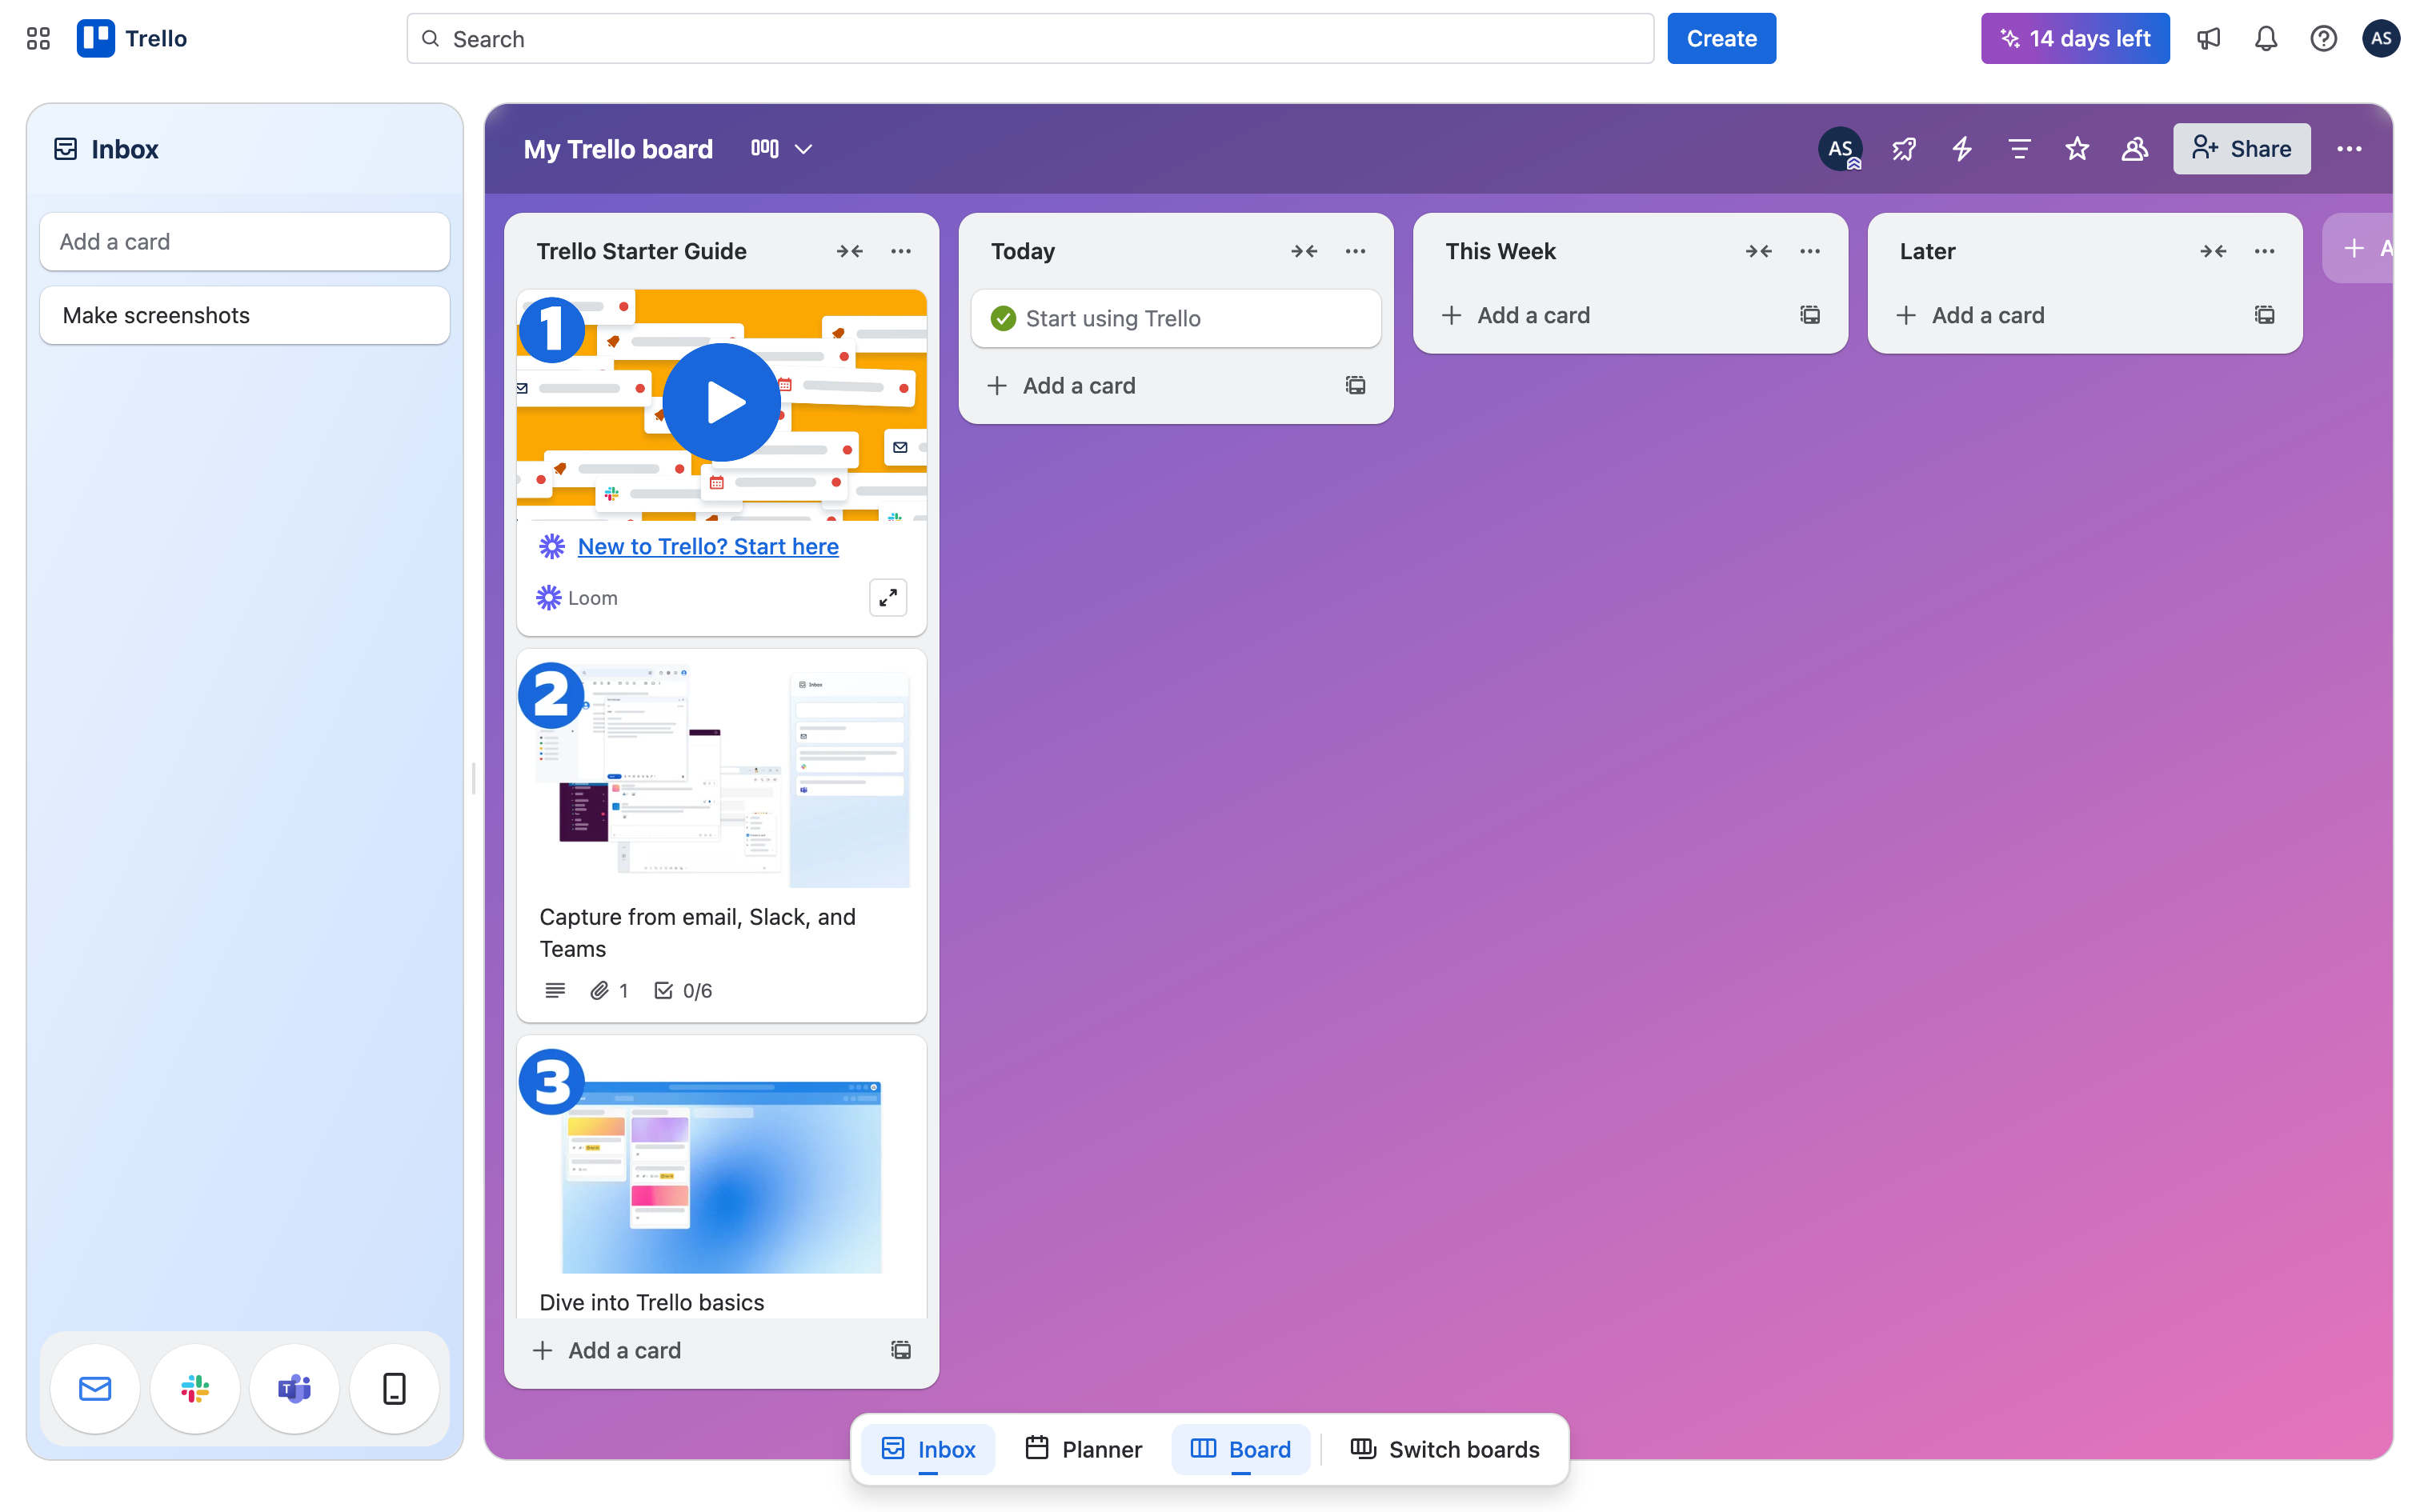 Trello
Search
Create
14 days left
AS
Inbox
Add a card
Make screenshots
My Trello board
AS
Share
Trello Starter Guide
1
New to Trello? Start here
Loom
2
Inbox
Capture from email, Slack, and
Teams
1
0/6
3
Dive into Trello basics
Add a card
Today
Start using Trello
Add a card
This Week
Add a card
Later
Add a card
Inbox
Planner
Board
Switch boards